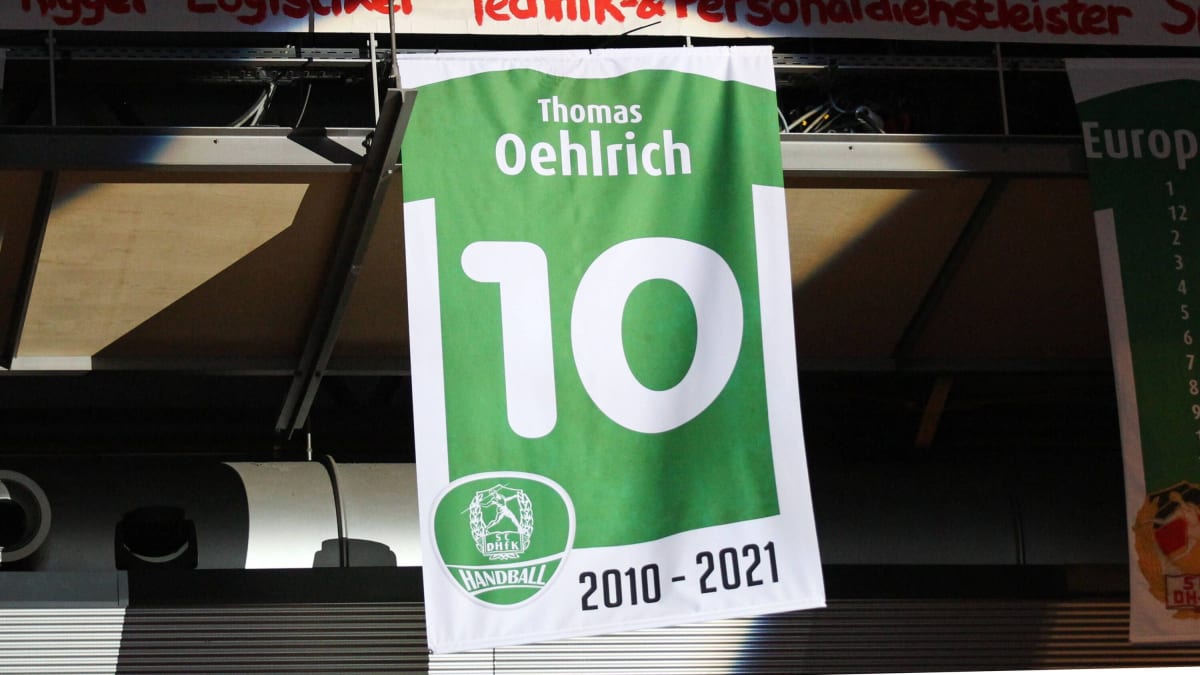 Rigger Logistiker Technik-&Personaldienstleister
Thomas
Oehlrich
10
SC
DHfK
HANDBALL
2010 - 2021
Europ
1
12
2
3
4
5
6
7
8
9